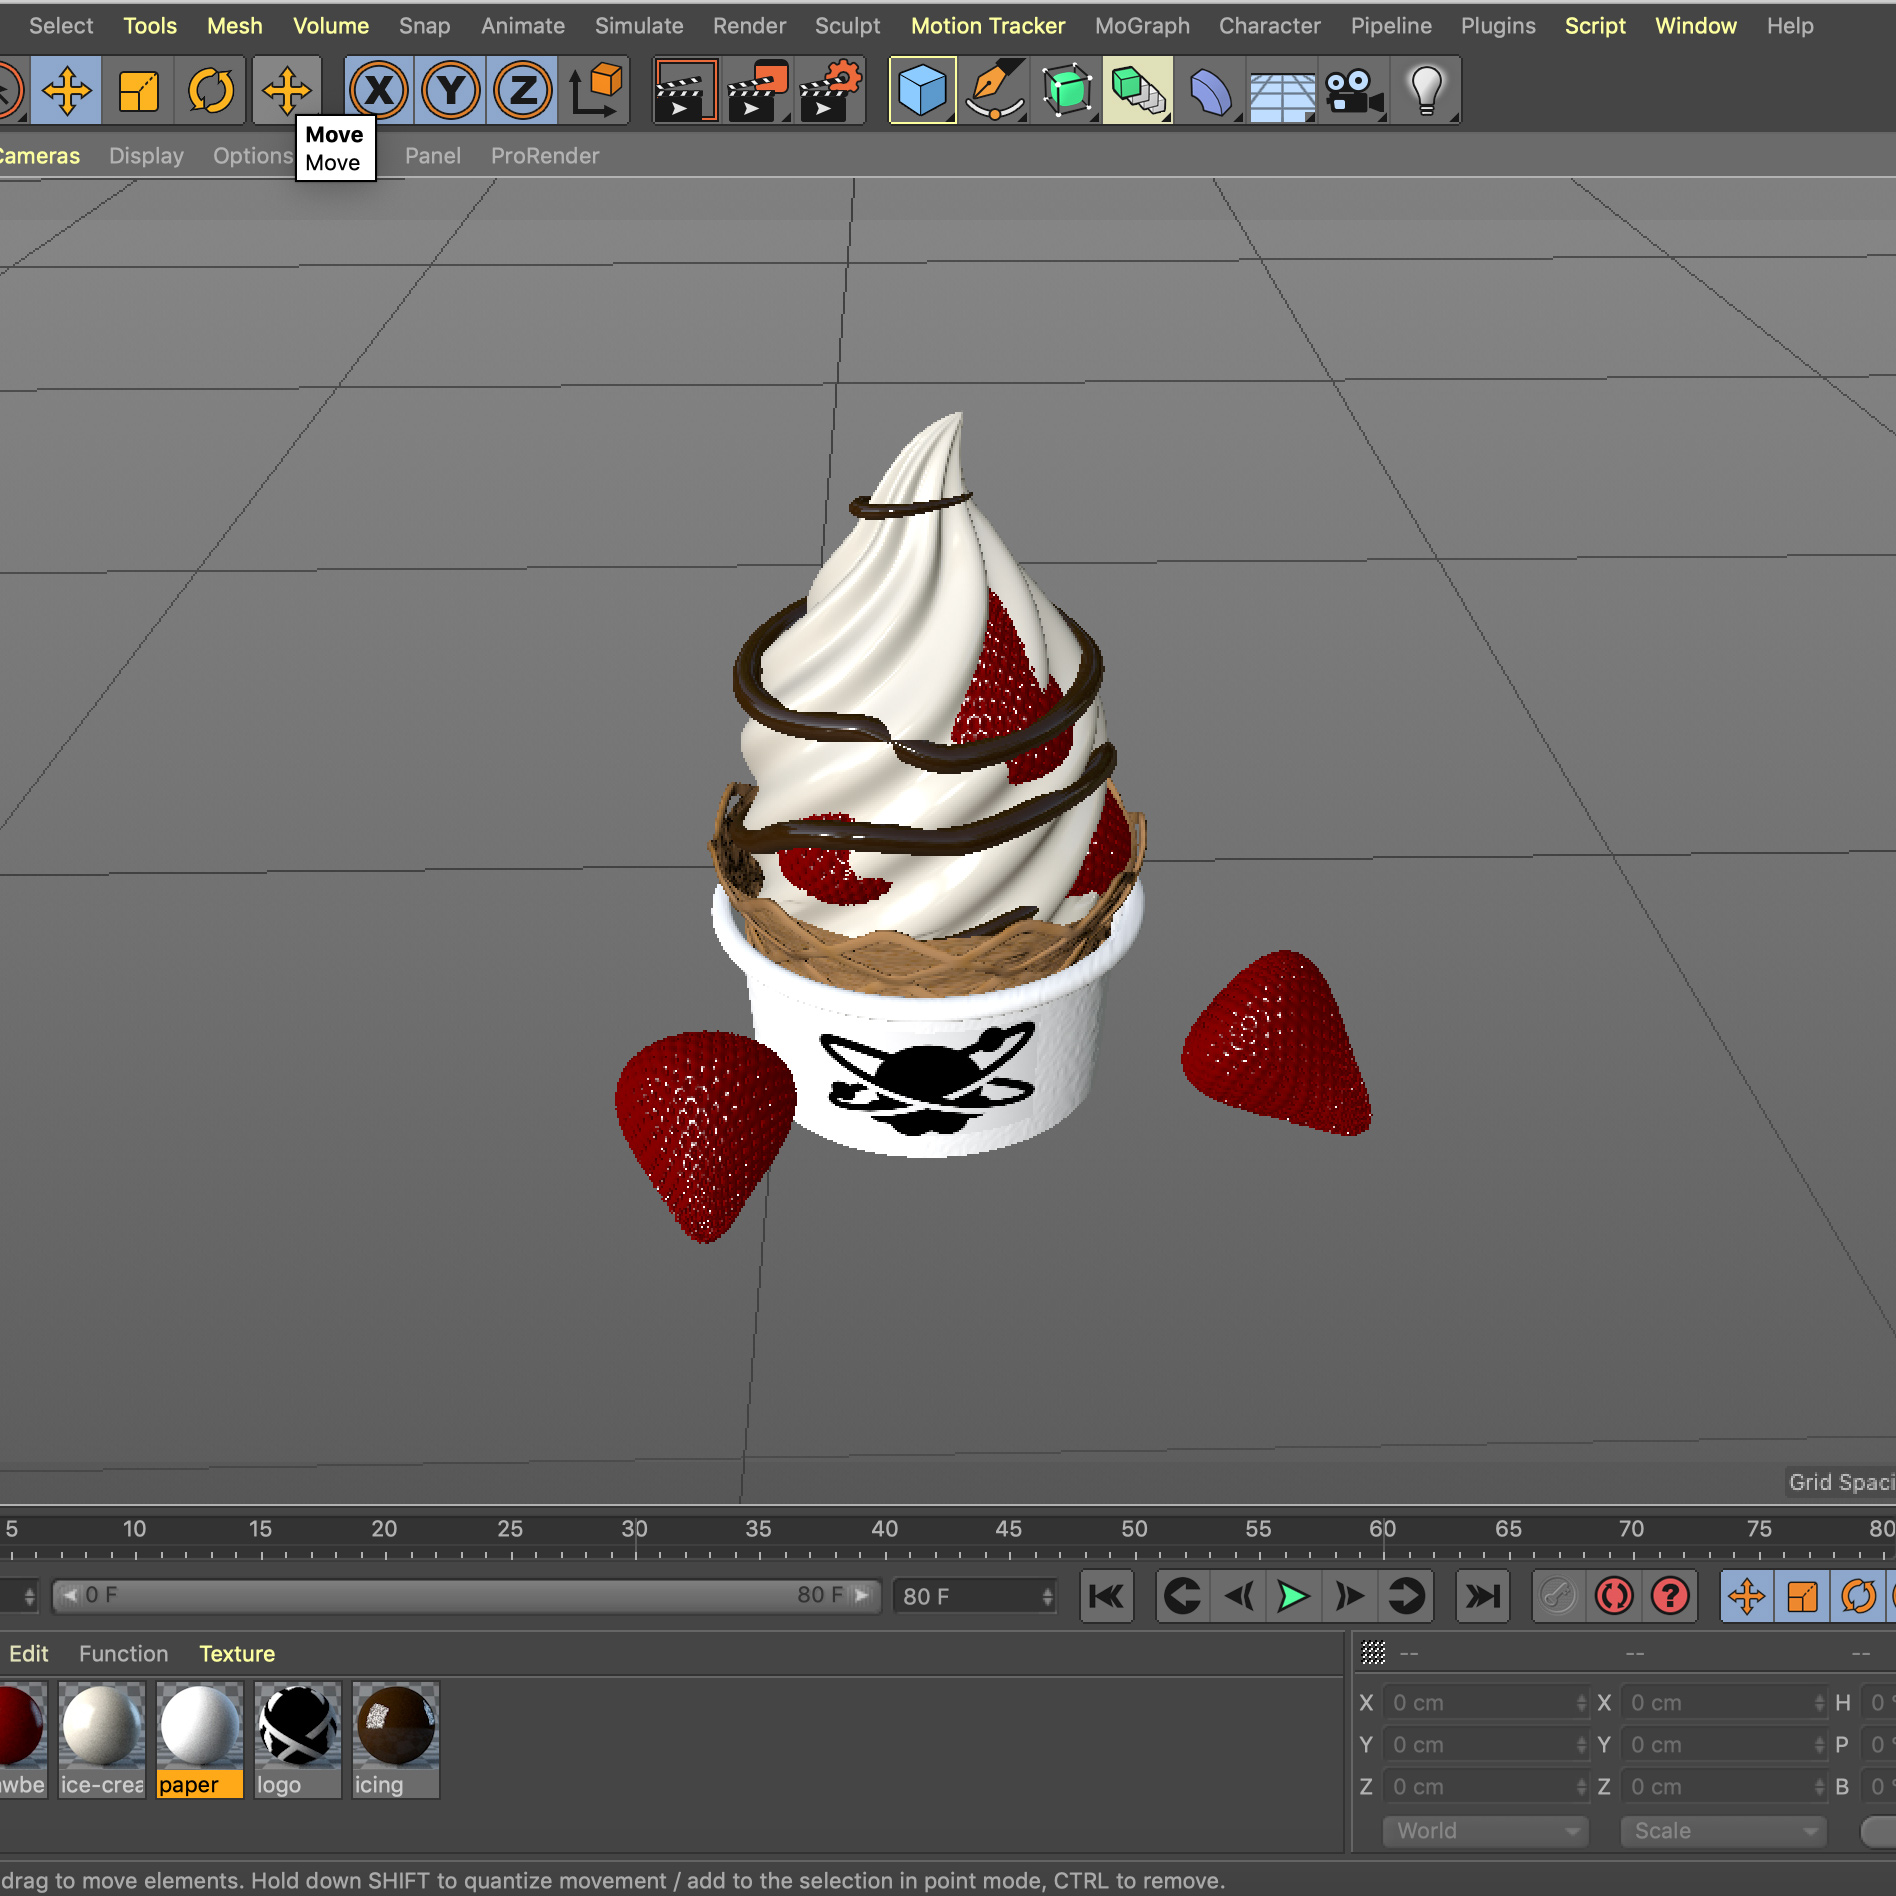 Select Tools Mesh Volume Snap Animate Simulate Render Sculpt Motion Tracker MoGraph Character Pipeline Plugins Script Window Help
X Y Z
Cameras Display Options Panel ProRender
Move
Move
Grid Spaci
5 10 15 20 25 30 35 40 45 50 55 60 65 70 75 80
0 F 80 F 80 F ?
Edit Function Texture
-- -- --
X 0 cm X 0 cm H 0 °
Y 0 cm Y 0 cm P 0 °
Z 0 cm Z 0 cm B 0 °
awbe ice-crea paper logo icing
World Scale
drag to move elements. Hold down SHIFT to quantize movement / add to the selection in point mode, CTRL to remove.